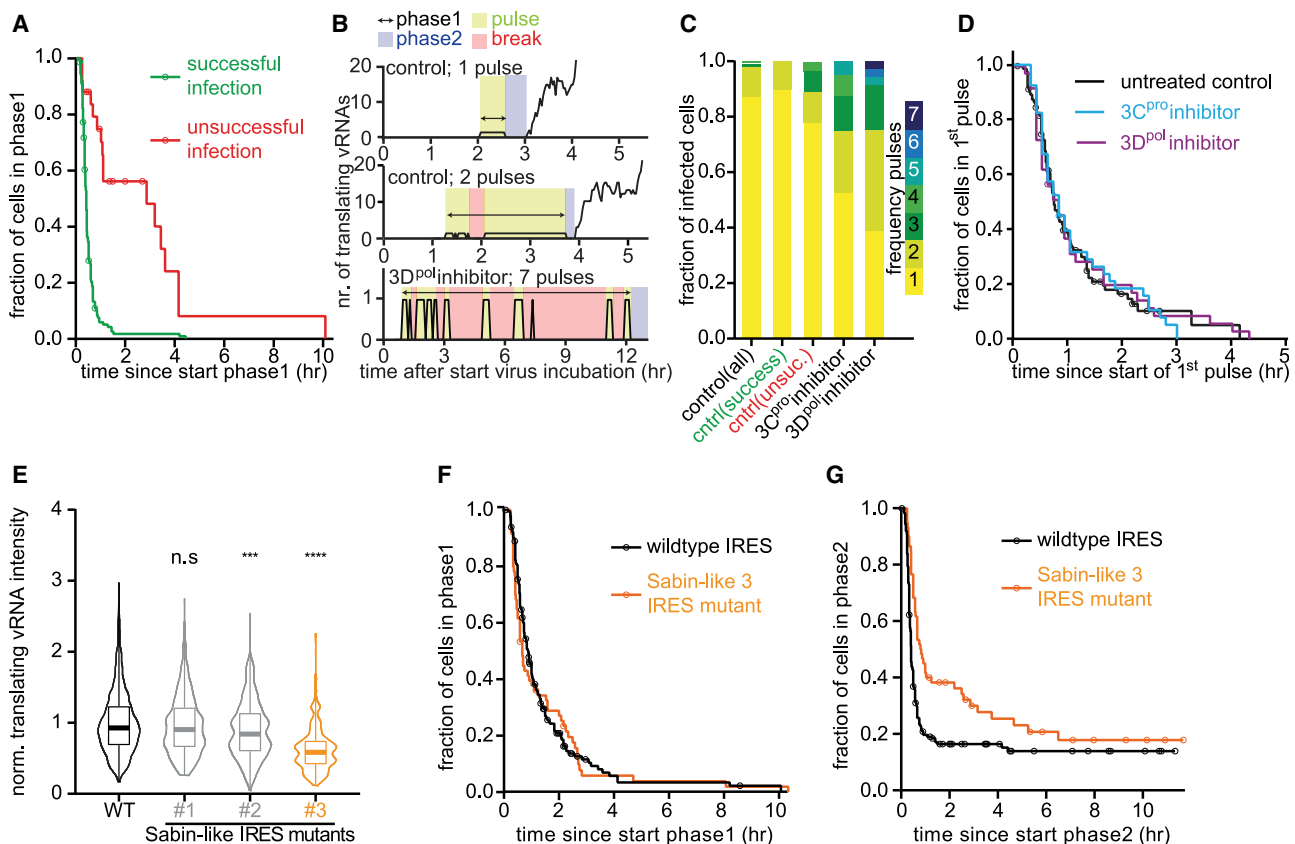 A
fraction of cells in phase1
1.0
0.8
0.6
0.4
0.2
0.0
successful
infection
unsuccessful
infection
0 2 4 6 8 10
time since start phase1 (hr)
B
phase1 pulse
phase2 break
nr. of translating vRNAs
20
10
0
control; 1 pulse
0 1 2 3 4 5
20
10
0
control; 2 pulses
0 1 2 3 4 5
3Dpol inhibitor; 7 pulses
1
0
0 3 6 9 12
time after start virus incubation (hr)
C
fraction of infected cells
1.0
0.8
0.6
0.4
0.2
0.0
control(all)
cntrl(success)
cntrl(unsuc.)
3Cpro inhibitor
3Dpol inhibitor
frequency pulses
7
6
5
4
3
2
1
D
fraction of cells in 1st pulse
1.0
0.8
0.6
0.4
0.2
0.0
untreated control
3Cpro inhibitor
3Dpol inhibitor
0 1 2 3 4 5
time since start of 1st pulse (hr)
E
norm. translating vRNA intensity
4
3
2
1
0
n.s *** ****
WT #1 #2 #3
Sabin-like IRES mutants
F
fraction of cells in phase1
1.0
0.8
0.6
0.4
0.2
0.0
wildtype IRES
Sabin-like 3
IRES mutant
0 2 4 6 8 10
time since start phase1 (hr)
G
fraction of cells in phase2
1.0
0.8
0.6
0.4
0.2
0.0
wildtype IRES
Sabin-like 3
IRES mutant
0 2 4 6 8 10
time since start phase2 (hr)